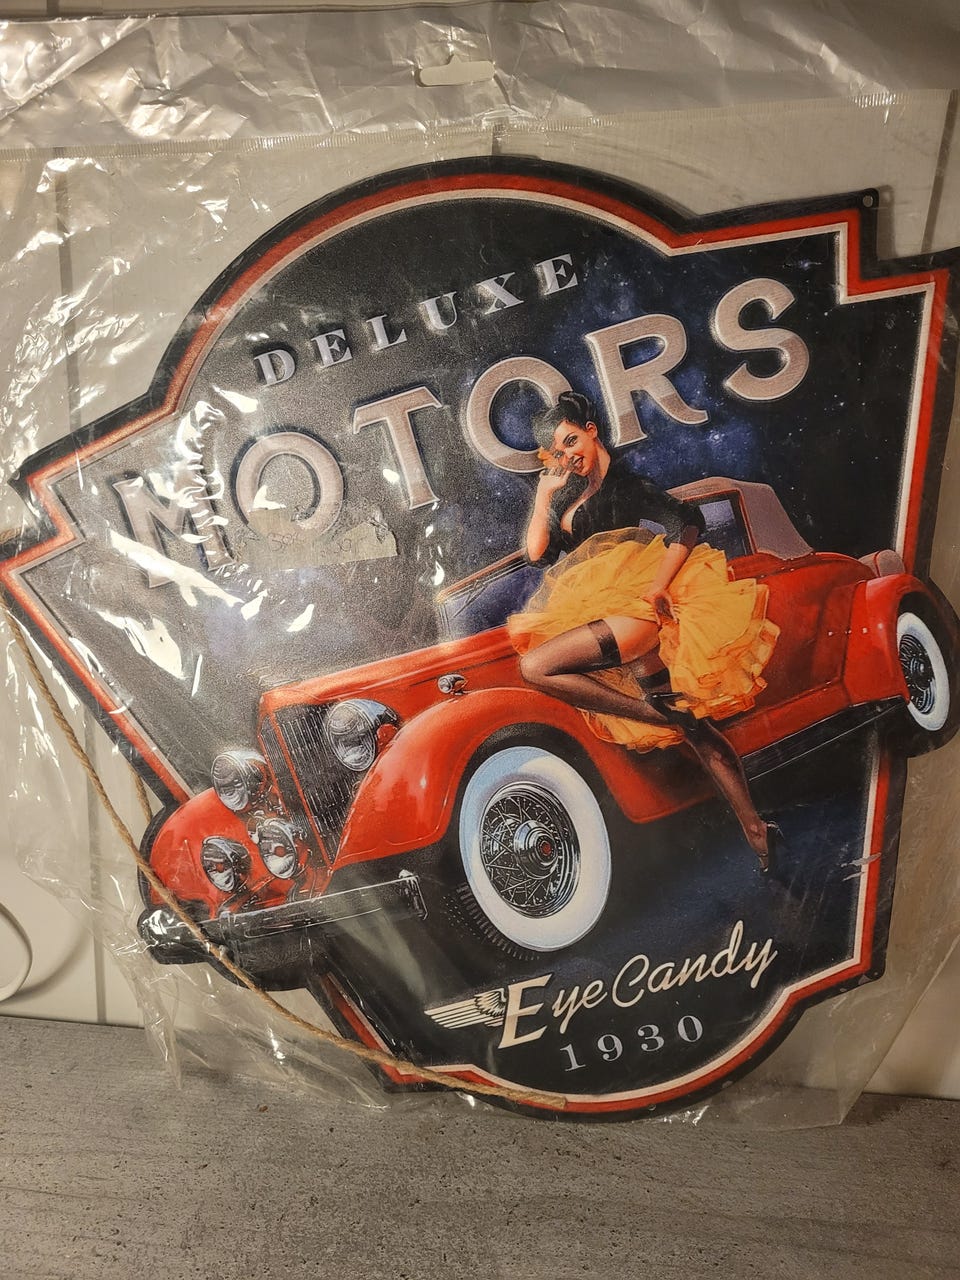 DELUXE
MOTORS
Eye Candy
1930